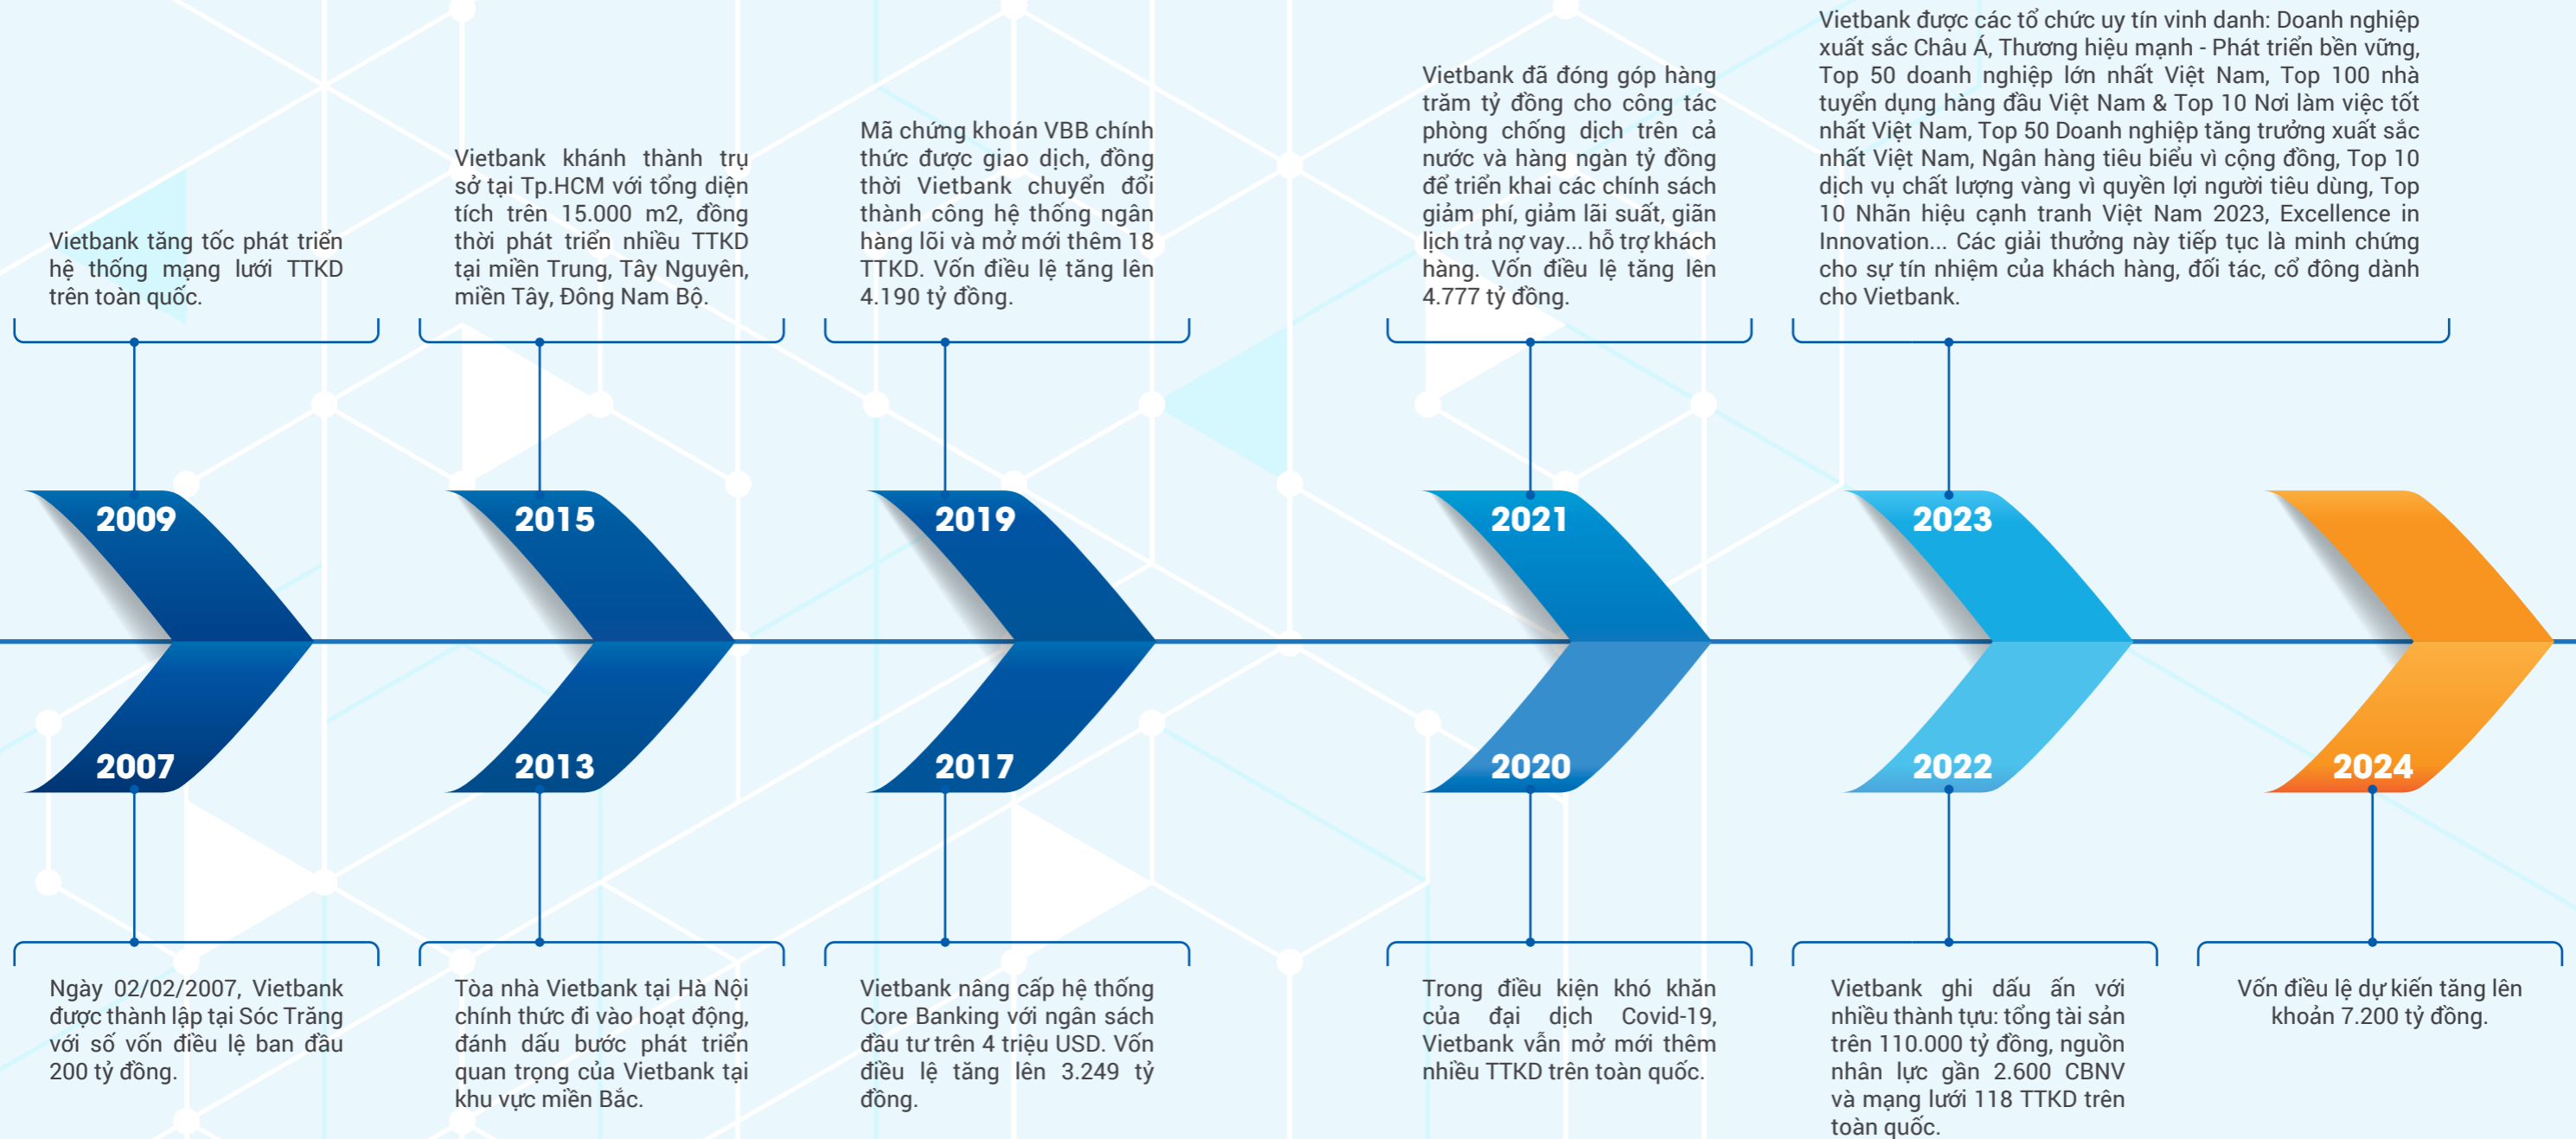 Vietbank tăng tốc phát triển
hệ thống mạng lưới TTKD
trên toàn quốc.
Vietbank khánh thành trụ
sở tại Tp.HCM với tổng diện
tích trên 15.000 m2, đồng
thời phát triển nhiều TTKD
tại miền Trung, Tây Nguyên,
miền Tây, Đông Nam Bộ.
Mã chứng khoán VBB chính
thức được giao dịch, đồng
thời Vietbank chuyển đổi
thành công hệ thống ngân
hàng lõi và mở mới thêm 18
TTKD. Vốn điều lệ tăng lên
4.190 tỷ đồng.
Vietbank đã đóng góp hàng
trăm tỷ đồng cho công tác
phòng chống dịch trên cả
nước và hàng ngàn tỷ đồng
để triển khai các chính sách
giảm phí, giảm lãi suất, giãn
lịch trả nợ vay... hỗ trợ khách
hàng. Vốn điều lệ tăng lên
4.777 tỷ đồng.
Vietbank được các tổ chức uy tín vinh danh: Doanh nghiệp
xuất sắc Châu Á, Thương hiệu mạnh - Phát triển bền vững,
Top 50 doanh nghiệp lớn nhất Việt Nam, Top 100 nhà
tuyển dụng hàng đầu Việt Nam & Top 10 Nơi làm việc tốt
nhất Việt Nam, Top 50 Doanh nghiệp tăng trưởng xuất sắc
nhất Việt Nam, Ngân hàng tiêu biểu vì cộng đồng, Top 10
dịch vụ chất lượng vàng vì quyền lợi người tiêu dùng, Top
10 Nhãn hiệu cạnh tranh Việt Nam 2023, Excellence in
Innovation... Các giải thưởng này tiếp tục là minh chứng
cho sự tín nhiệm của khách hàng, đối tác, cổ đông dành
cho Vietbank.
2009
2015
2019
2021
2023
2007
2013
2017
2020
2022
2024
Ngày 02/02/2007, Vietbank
được thành lập tại Sóc Trăng
với số vốn điều lệ ban đầu
200 tỷ đồng.
Tòa nhà Vietbank tại Hà Nội
chính thức đi vào hoạt động,
đánh dấu bước phát triển
quan trọng của Vietbank tại
khu vực miền Bắc.
Vietbank nâng cấp hệ thống
Core Banking với ngân sách
đầu tư trên 4 triệu USD. Vốn
điều lệ tăng lên 3.249 tỷ
đồng.
Trong điều kiện khó khăn
của đại dịch Covid-19,
Vietbank vẫn mở mới thêm
nhiều TTKD trên toàn quốc.
Vietbank ghi dấu ấn với
nhiều thành tựu: tổng tài sản
trên 110.000 tỷ đồng, nguồn
nhân lực gần 2.600 CBNV
và mạng lưới 118 TTKD trên
toàn quốc.
Vốn điều lệ dự kiến tăng lên
khoản 7.200 tỷ đồng.